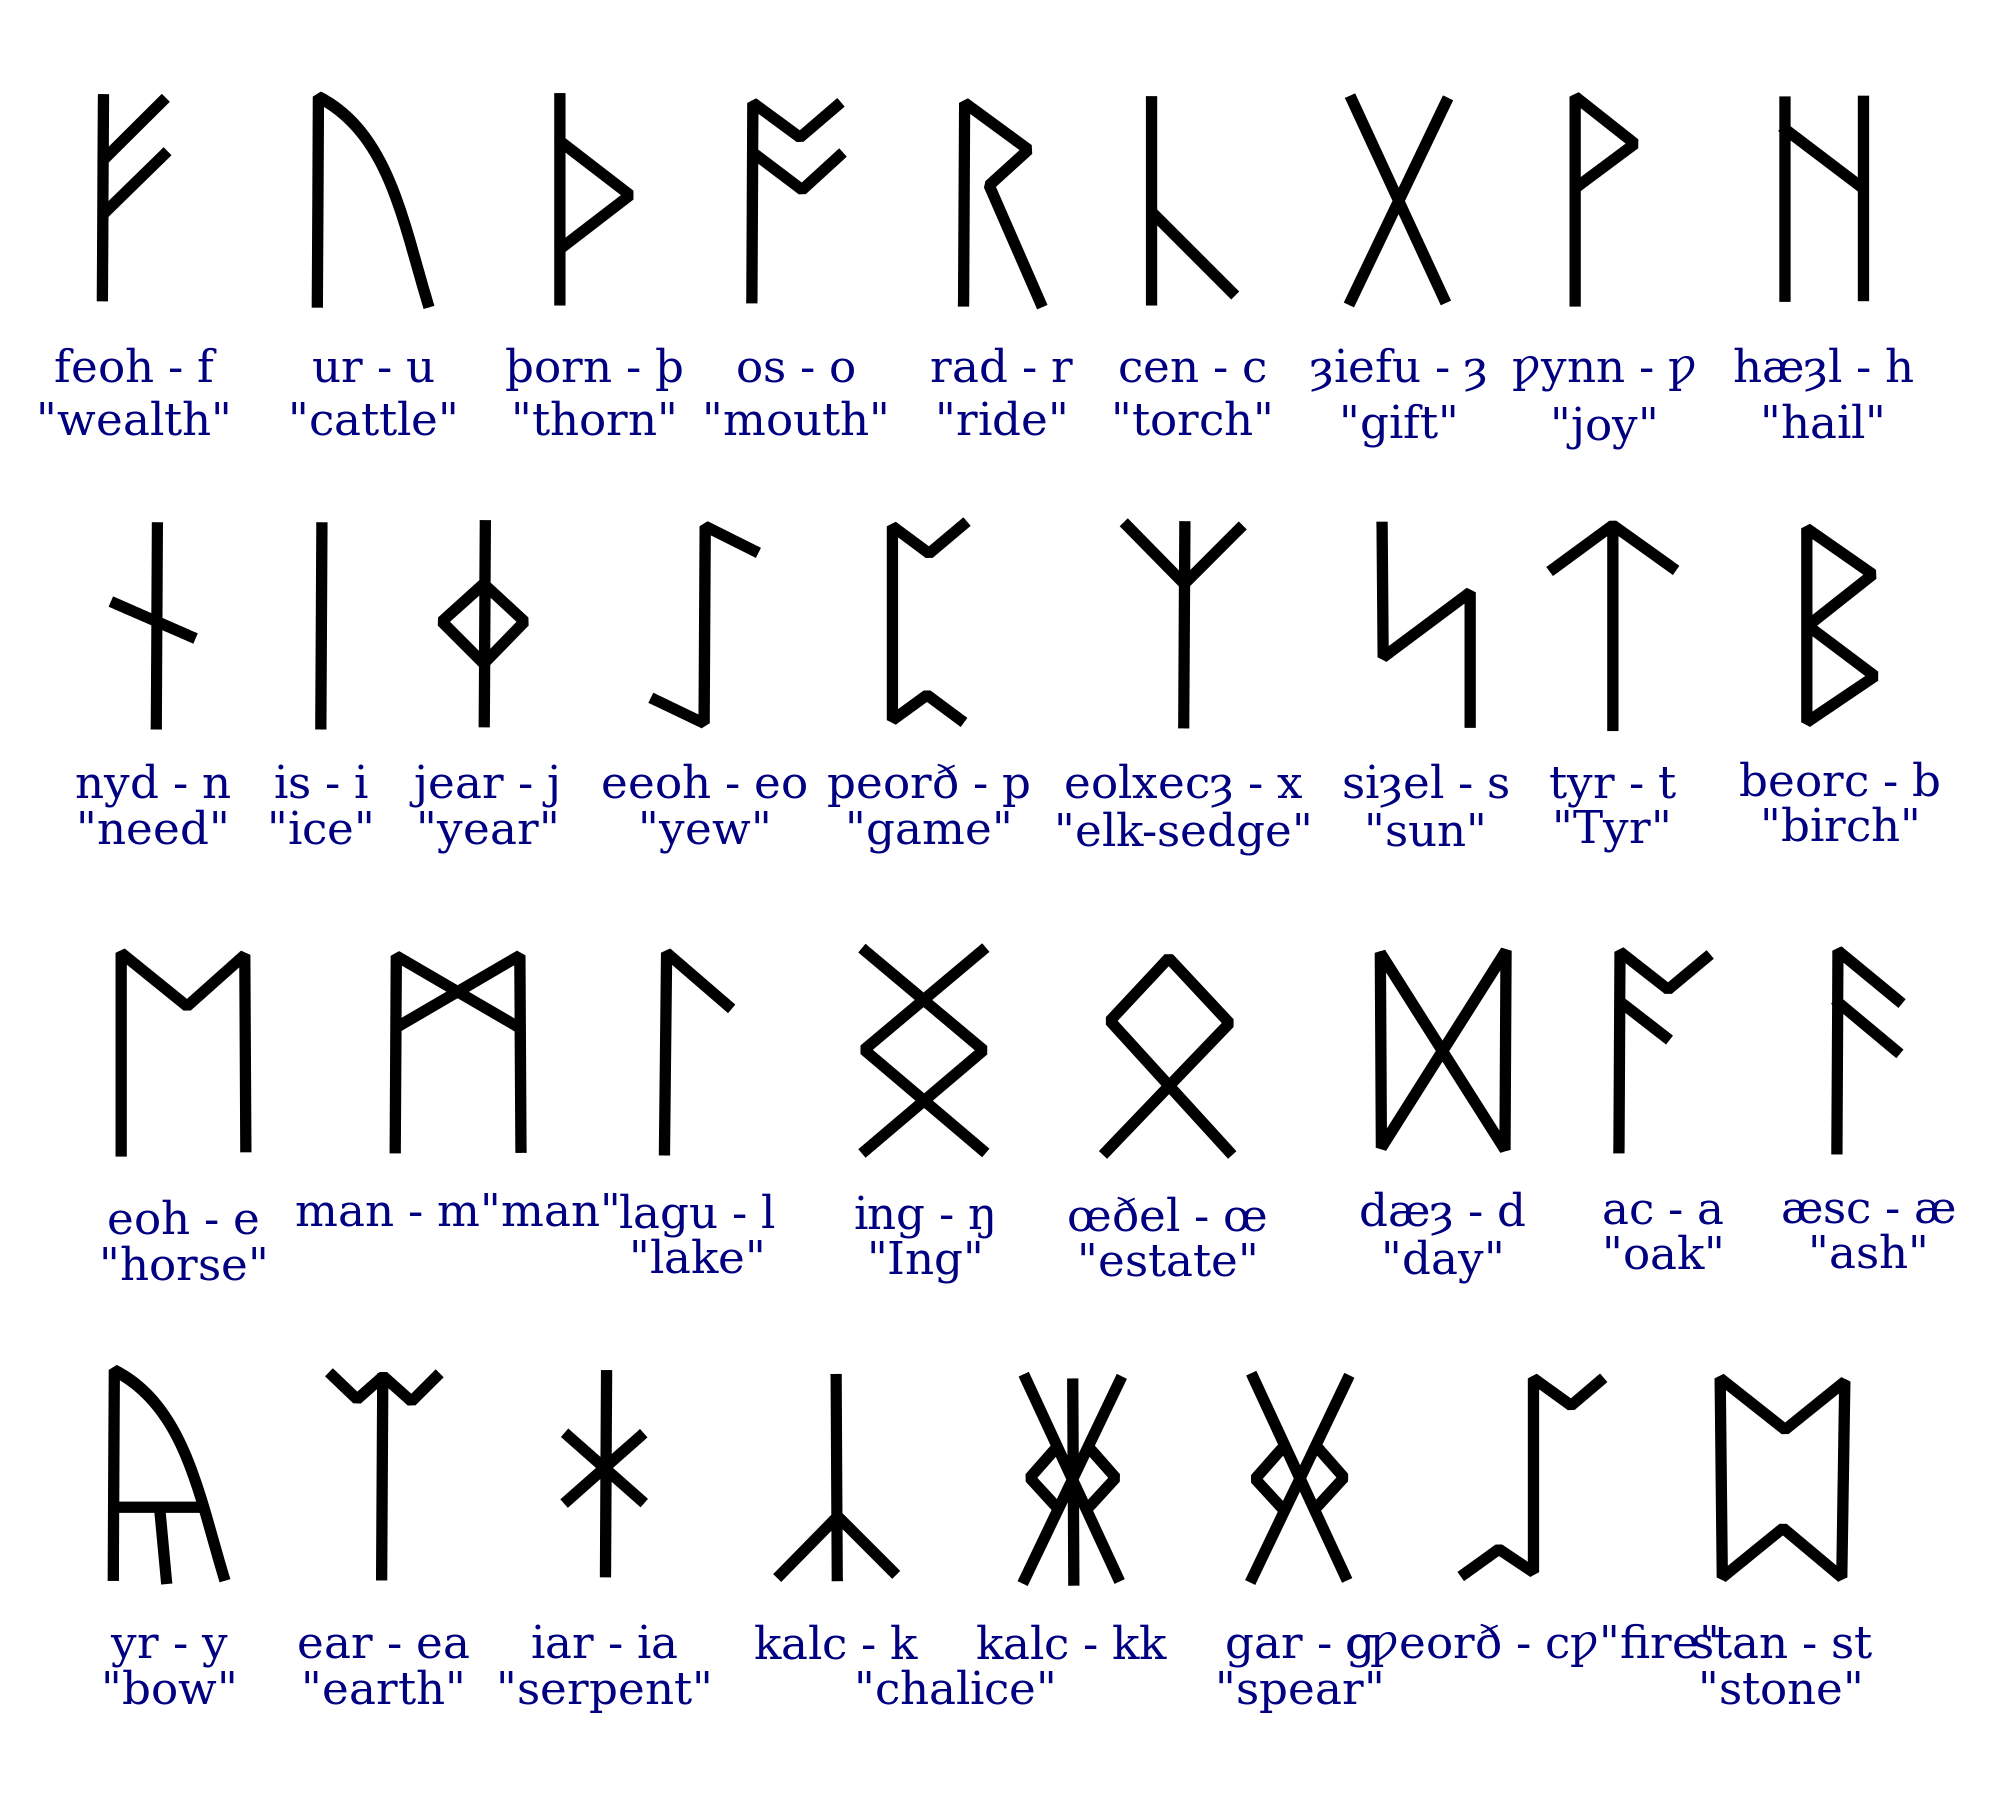 ᚠ ᚢ ᚦ ᚩ ᚱ ᚳ ᚷ ᚹ ᚻ
feoh - f ur - u þorn - þ os - o rad - r cen - c ȝiefu - ȝ ƿynn - ƿ hæȝl - h
"wealth" "cattle" "thorn" "mouth" "ride" "torch" "gift" "joy" "hail"
ᚾ ᛁ ᛡ ᛇ ᛈ ᛉ ᛋ ᛏ ᛒ
nyd - n is - i jear - j eeoh - eo peorð - p eolxecȝ - x siȝel - s tyr - t beorc - b
"need" "ice" "year" "yew" "game" "elk-sedge" "sun" "Tyr" "birch"
ᛖ ᛗ ᛚ ᛝ ᛟ ᛞ ᚪ ᚫ
eoh - e man - m"man" lagu - l ing - ŋ œðel - œ dæȝ - d ac - a æsc - æ
"horse" "lake" "Ing" "estate" "day" "oak" "ash"
ᚣ ᛠ ᛡ ᛣ ᛤ ᚸ ᛢ ᛥ
yr - y ear - ea iar - ia kalc - k kalc - kk gar - g cƿeorð - cƿ"fire" stan - st
"bow" "earth" "serpent" "chalice" "spear" "stone"